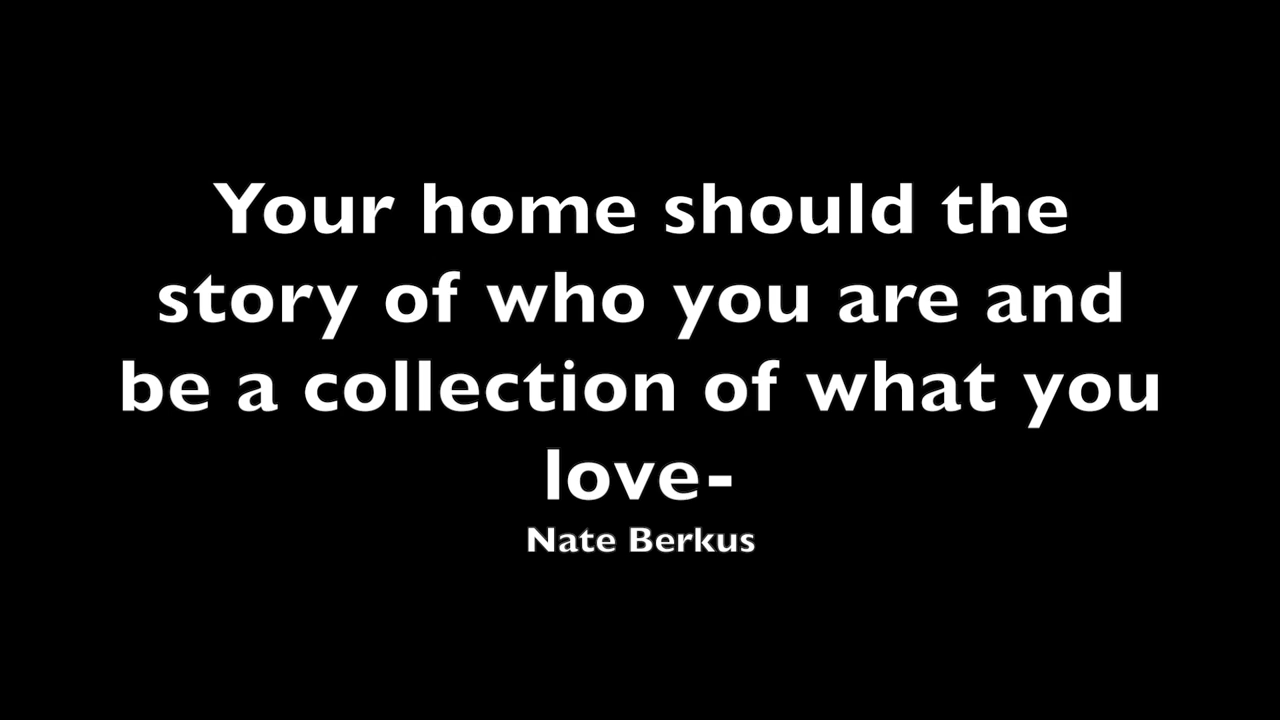 Your home should the
story of who you are and
be a collection of what you
love-
Nate Berkus